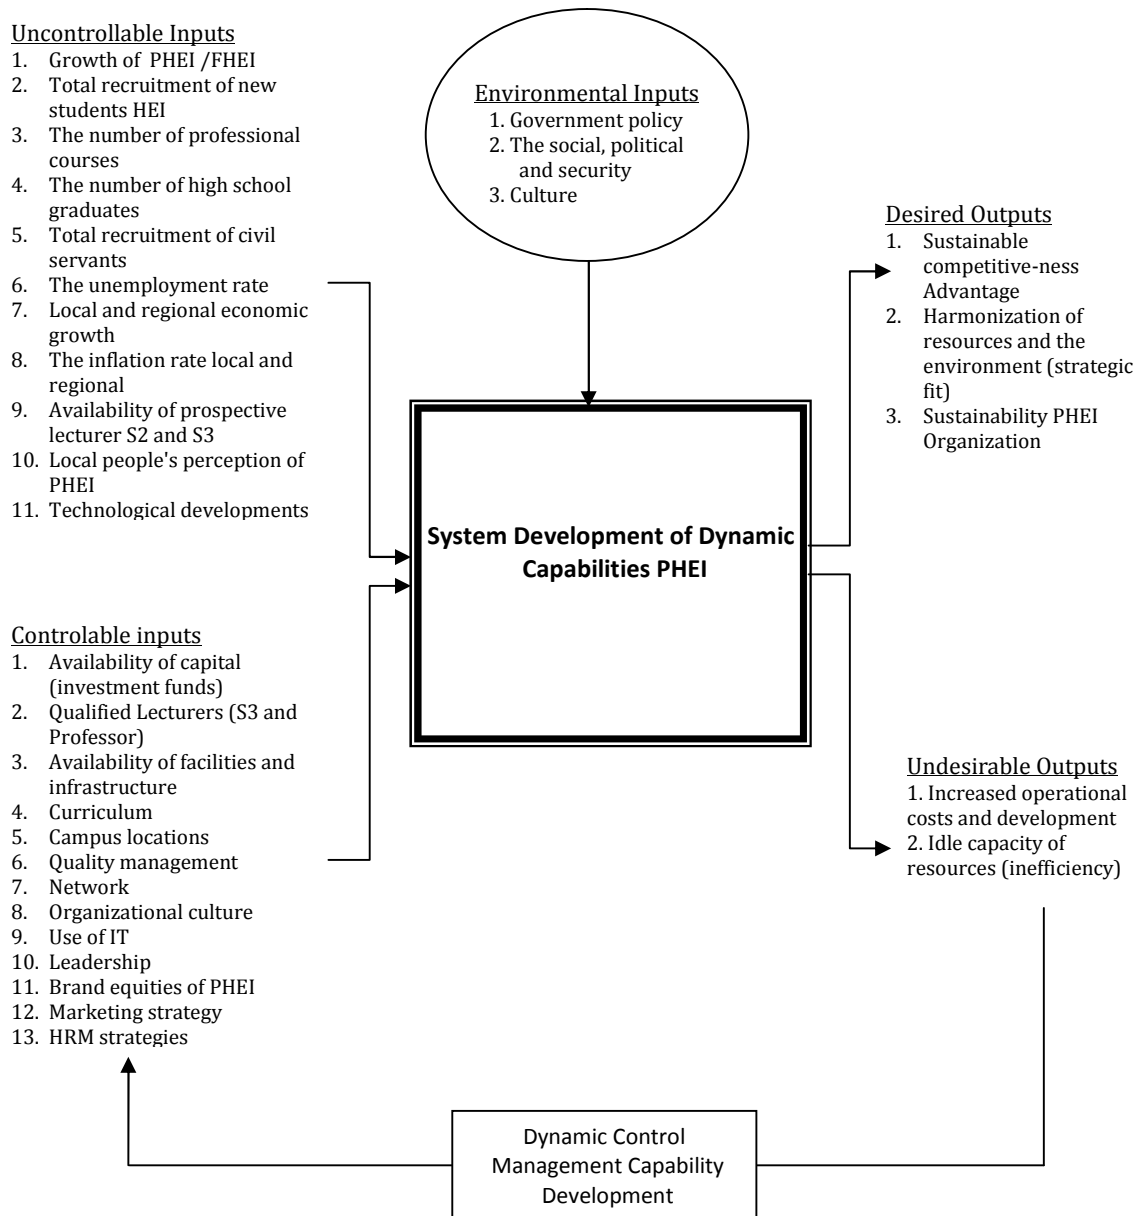 Uncontrollable Inputs
1. Growth of PHEI /FHEI
2. Total recruitment of new
students HEI
3. The number of professional
courses
4. The number of high school
graduates
5. Total recruitment of civil
servants
6. The unemployment rate
7. Local and regional economic
growth
8. The inflation rate local and
regional
9. Availability of prospective
lecturer S2 and S3
10. Local people's perception of
PHEI
11. Technological developments
Environmental Inputs
1. Government policy
2. The social, political
and security
3. Culture
Desired Outputs
1. Sustainable
competitive-ness
Advantage
2. Harmonization of
resources and the
environment (strategic
fit)
3. Sustainability PHEI
Organization
System Development of Dynamic
Capabilities PHEI
Controlable inputs
1. Availability of capital
(investment funds)
2. Qualified Lecturers (S3 and
Professor)
3. Availability of facilities and
infrastructure
4. Curriculum
5. Campus locations
6. Quality management
7. Network
8. Organizational culture
9. Use of IT
10. Leadership
11. Brand equities of PHEI
12. Marketing strategy
13. HRM strategies
Undesirable Outputs
1. Increased operational
costs and development
2. Idle capacity of
resources (inefficiency)
Dynamic Control
Management Capability
Development